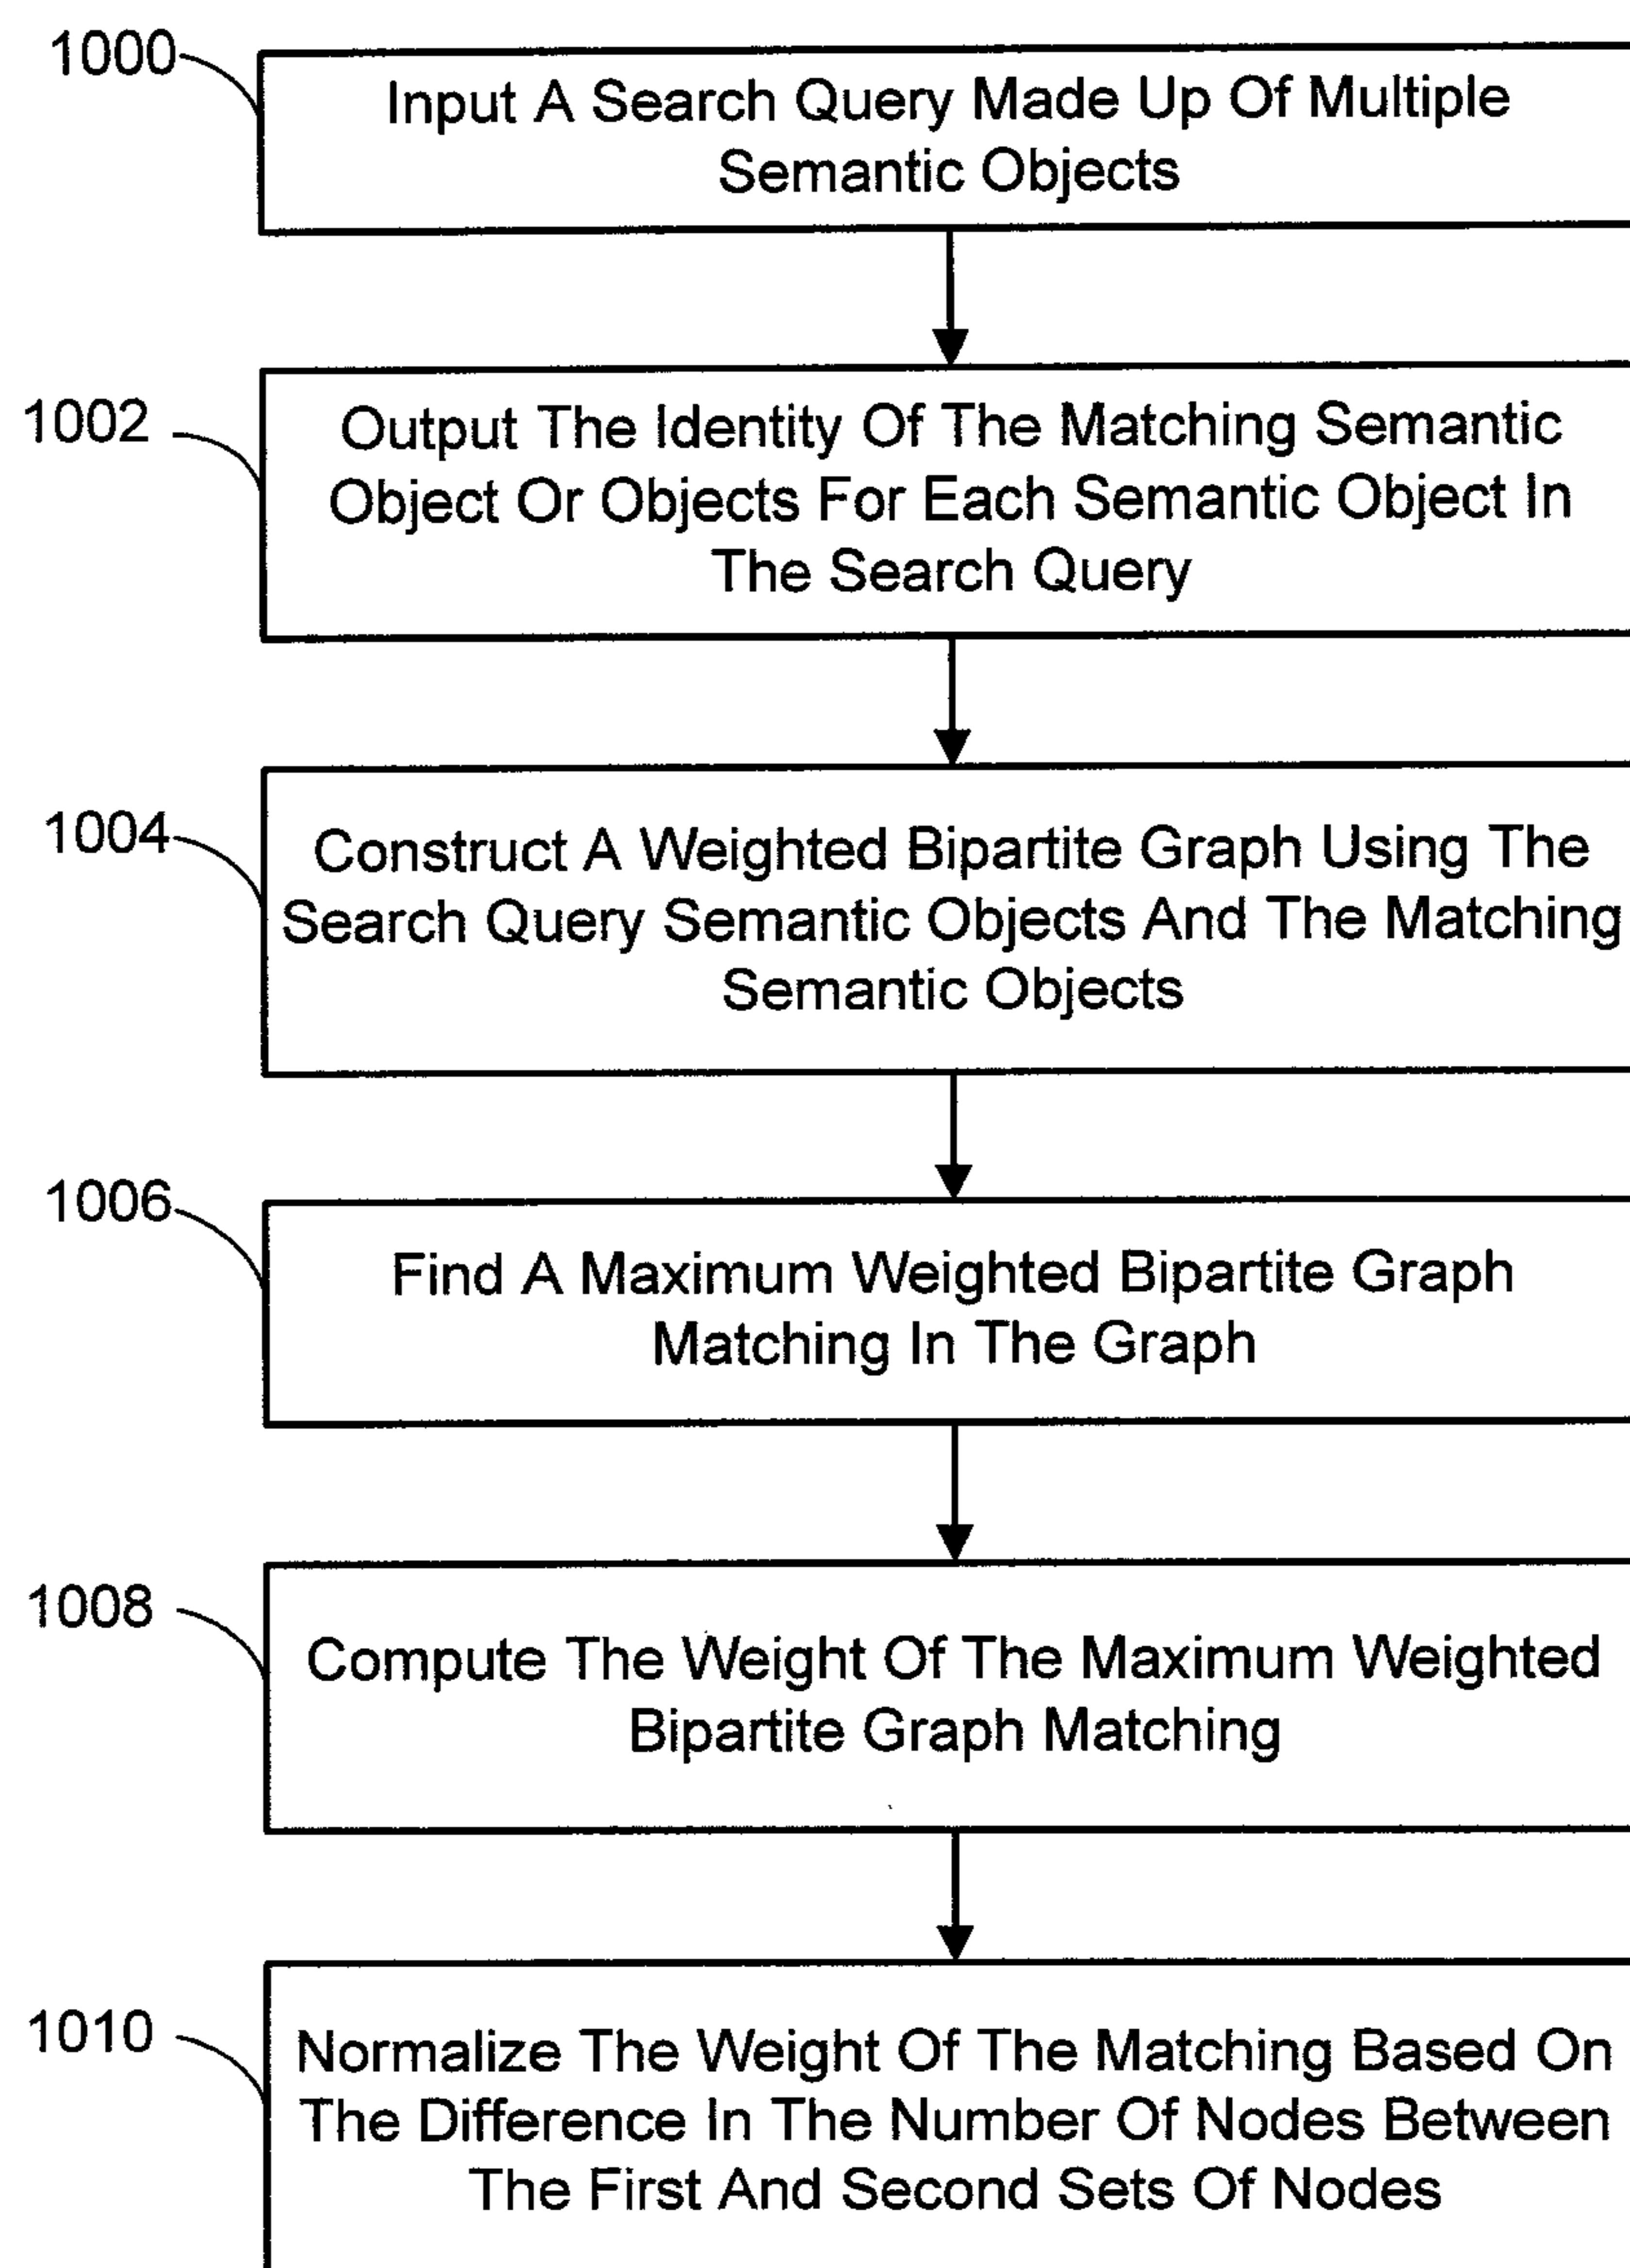 1000
Input A Search Query Made Up Of Multiple
Semantic Objects
1002
Output The Identity Of The Matching Semantic
Object Or Objects For Each Semantic Object In
The Search Query
1004
Construct A Weighted Bipartite Graph Using The
Search Query Semantic Objects And The Matching
Semantic Objects
1006
Find A Maximum Weighted Bipartite Graph
Matching In The Graph
1008
Compute The Weight Of The Maximum Weighted
Bipartite Graph Matching
1010
Normalize The Weight Of The Matching Based On
The Difference In The Number Of Nodes Between
The First And Second Sets Of Nodes